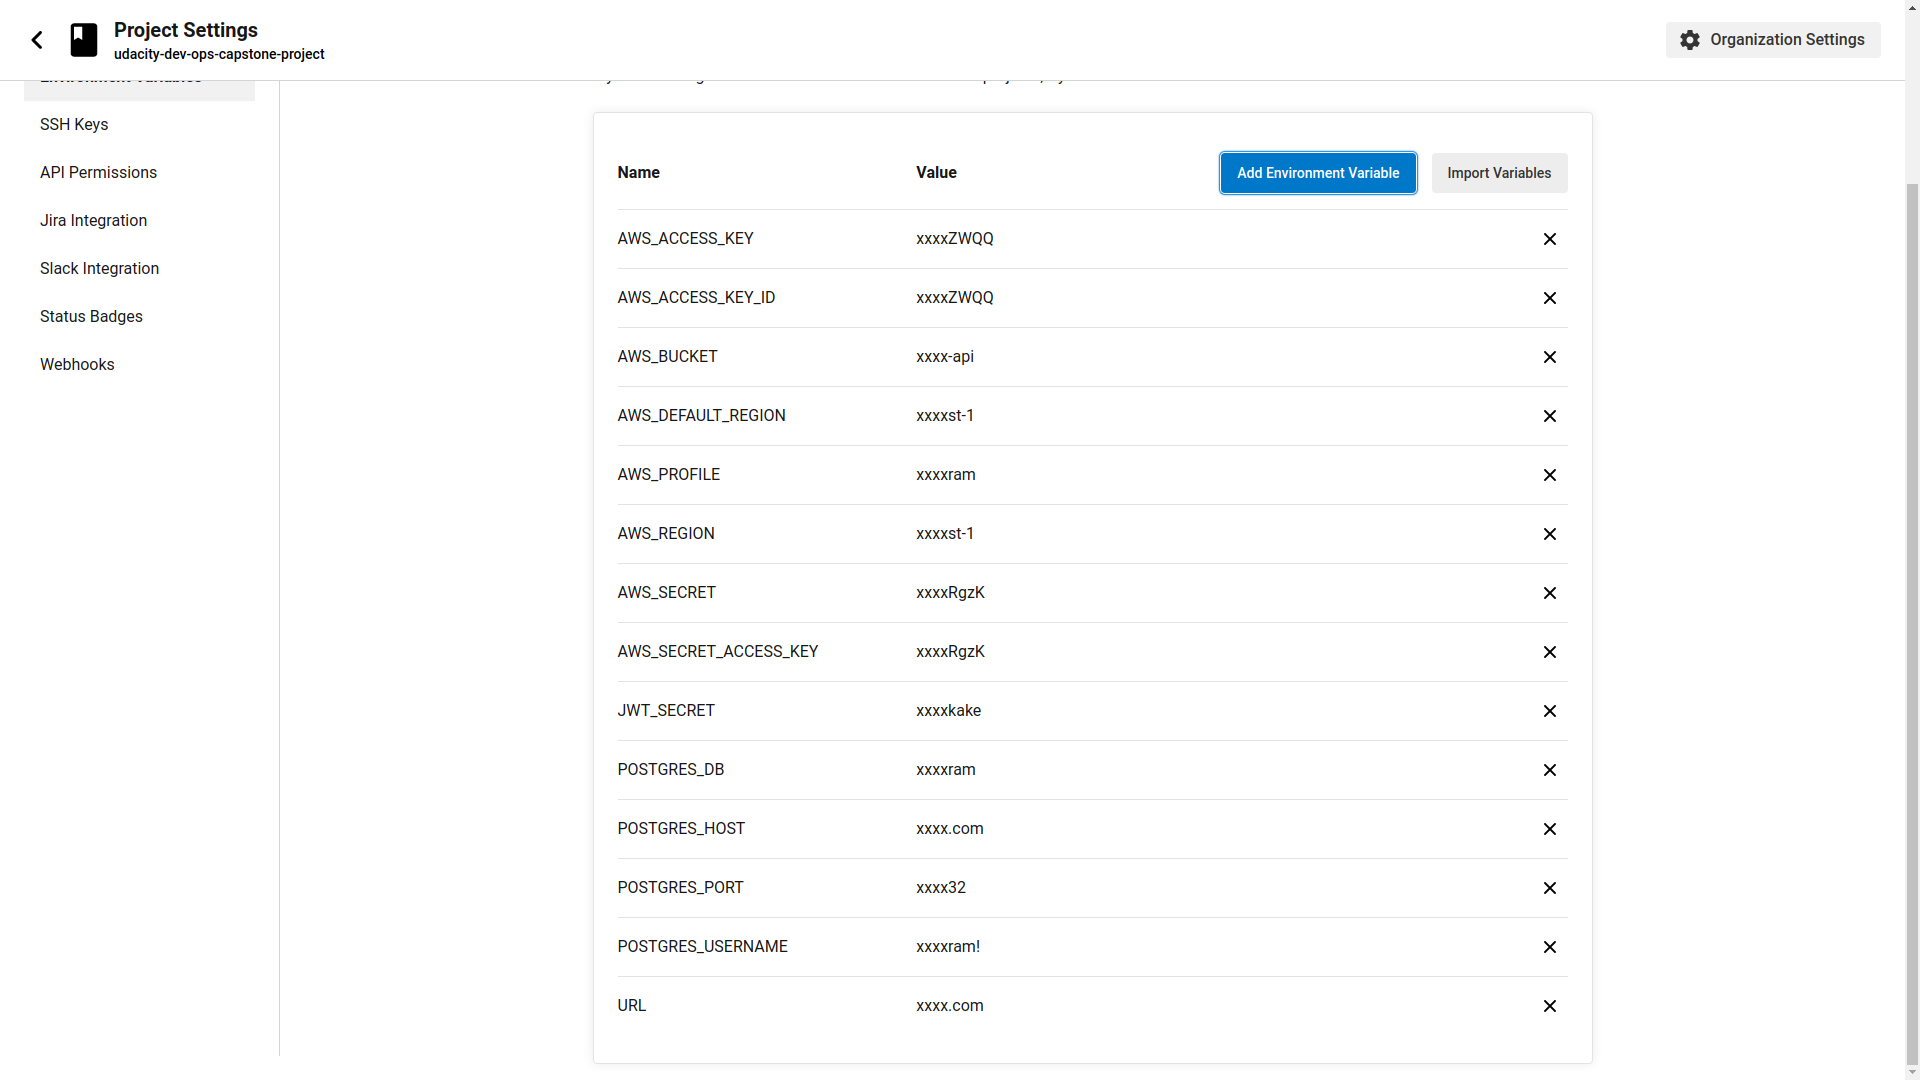 Project Settings
udacity-dev-ops-capstone-project
Organization Settings
Environment Variables
SSH Keys
API Permissions
Jira Integration
Slack Integration
Status Badges
Webhooks
Name Value Add Environment Variable Import Variables
AWS_ACCESS_KEY xxxxZWQQ
AWS_ACCESS_KEY_ID xxxxZWQQ
AWS_BUCKET xxxx-api
AWS_DEFAULT_REGION xxxxst-1
AWS_PROFILE xxxxram
AWS_REGION xxxxst-1
AWS_SECRET xxxxRgzK
AWS_SECRET_ACCESS_KEY xxxxRgzK
JWT_SECRET xxxxkake
POSTGRES_DB xxxxram
POSTGRES_HOST xxxx.com
POSTGRES_PORT xxxx32
POSTGRES_USERNAME xxxxram!
URL xxxx.com